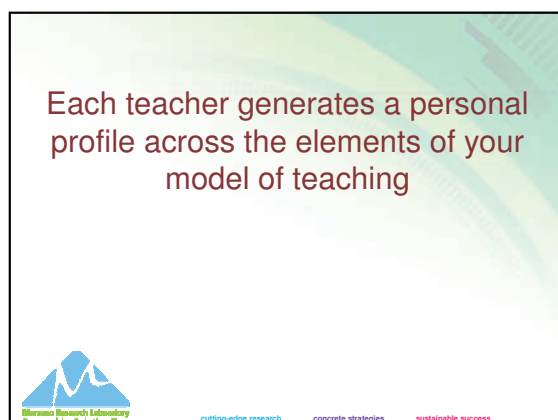 Each teacher generates a personal
profile across the elements of your
model of teaching
Marzano Research Laboratory
cutting-edge research concrete strategies sustainable success